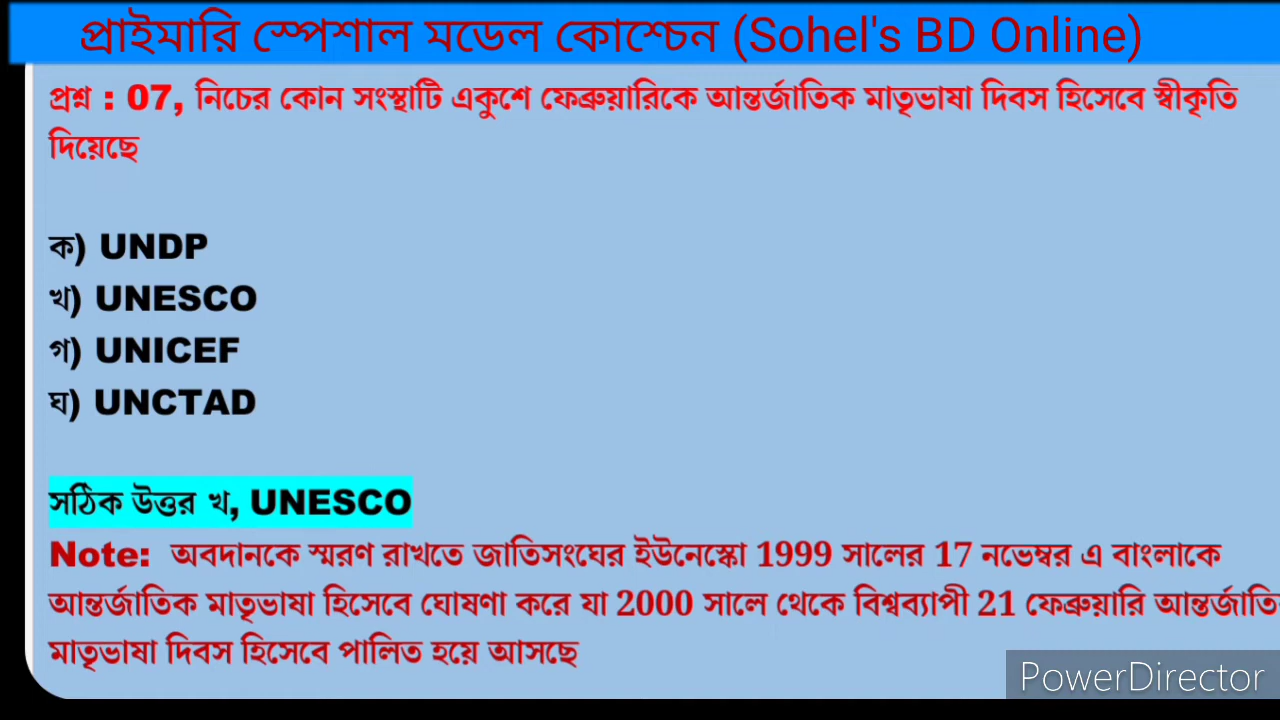 প্রাইমারি স্পেশাল মডেল কোশ্চেন (Sohel's BD Online)
প্রশ্ন : 07, নিচের কোন সংস্থাটি একুশে ফেব্রুয়ারিকে আন্তর্জাতিক মাতৃভাষা দিবস হিসেবে স্বীকৃতি
দিয়েছে
ক) UNDP
খ) UNESCO
গ) UNICEF
ঘ) UNCTAD
সঠিক উত্তর খ, UNESCO
Note: অবদানকে স্মরণ রাখতে জাতিসংঘের ইউনেস্কো 1999 সালের 17 নভেম্বর এ বাংলাকে
আন্তর্জাতিক মাতৃভাষা হিসেবে ঘোষণা করে যা 2000 সালে থেকে বিশ্বব্যাপী 21 ফেব্রুয়ারি আন্তর্জাতি
মাতৃভাষা দিবস হিসেবে পালিত হয়ে আসছে
PowerDirector